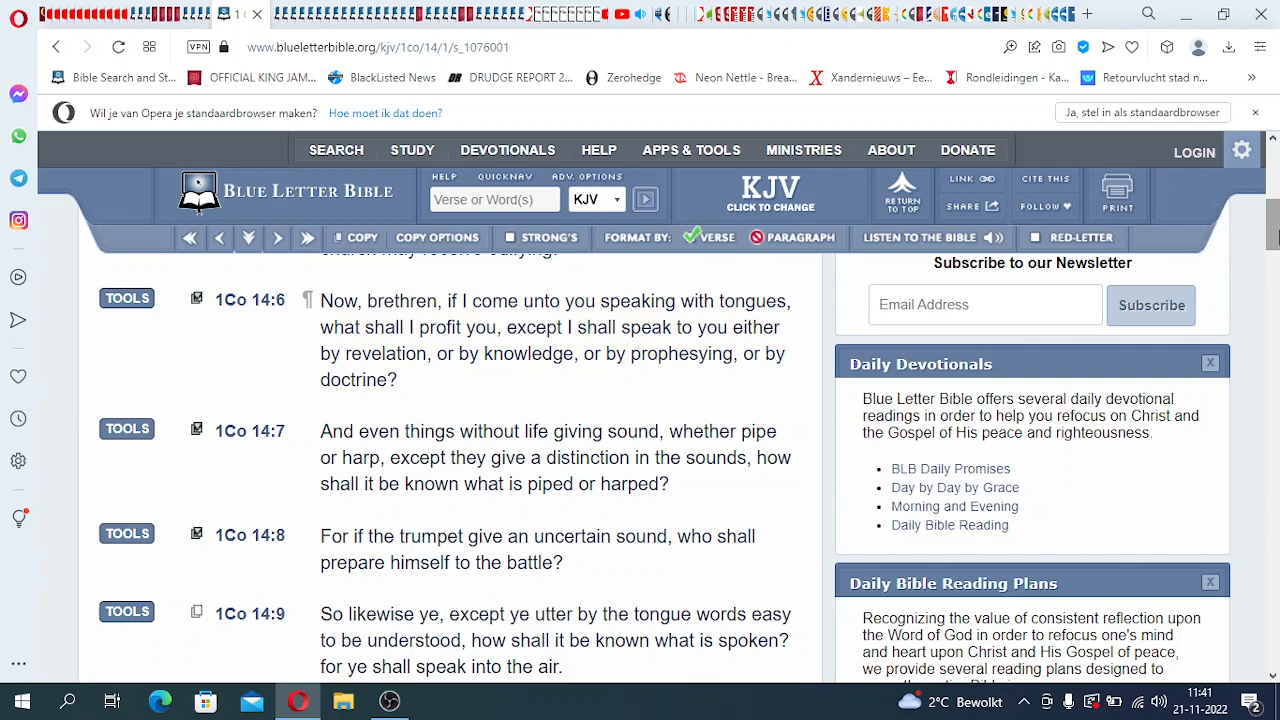 www.blueletterbible.org/kjv/1co/14/1/s_1076001
VPN
Bible Search and St...
OFFICIAL KING JAM...
BlackListed News
DRUDGE REPORT 2...
Zerohedge
Neon Nettle - Brea...
Xandernieuws – Ee...
Rondleidingen - Ka...
Retourvlucht stad n...
»
Wil je van Opera je standaardbrowser maken? Hoe moet ik dat doen?
Ja, stel in als standaardbrowser
SEARCH STUDY DEVOTIONALS HELP APPS & TOOLS MINISTRIES ABOUT DONATE
LOGIN
BLUE LETTER BIBLE
HELP QUICKNAV ADV. OPTIONS
Verse or Word(s)
KJV
KJV
CLICK TO CHANGE
RETURN
TO TOP
LINK
CITE THIS
SHARE
FOLLOW
PRINT
COPY COPY OPTIONS STRONG'S FORMAT BY: VERSE PARAGRAPH LISTEN TO THE BIBLE RED-LETTER
church may receive edifying.
TOOLS 1Co 14:6 ¶ Now, brethren, if I come unto you speaking with tongues,
what shall I profit you, except I shall speak to you either
by revelation, or by knowledge, or by prophesying, or by
doctrine?
TOOLS 1Co 14:7 And even things without life giving sound, whether pipe
or harp, except they give a distinction in the sounds, how
shall it be known what is piped or harped?
TOOLS 1Co 14:8 For if the trumpet give an uncertain sound, who shall
prepare himself to the battle?
TOOLS 1Co 14:9 So likewise ye, except ye utter by the tongue words easy
to be understood, how shall it be known what is spoken?
for ye shall speak into the air.
Subscribe to our Newsletter
Email Address
Subscribe
Daily Devotionals X
Blue Letter Bible offers several daily devotional
readings in order to help you refocus on Christ and
the Gospel of His peace and righteousness.
• BLB Daily Promises
• Day by Day by Grace
• Morning and Evening
• Daily Bible Reading
Daily Bible Reading Plans X
Recognizing the value of consistent reflection upon
the Word of God in order to refocus one's mind
and heart upon Christ and His Gospel of peace,
we provide several reading plans designed to
2°C Bewolkt
11:41
21-11-2022
2